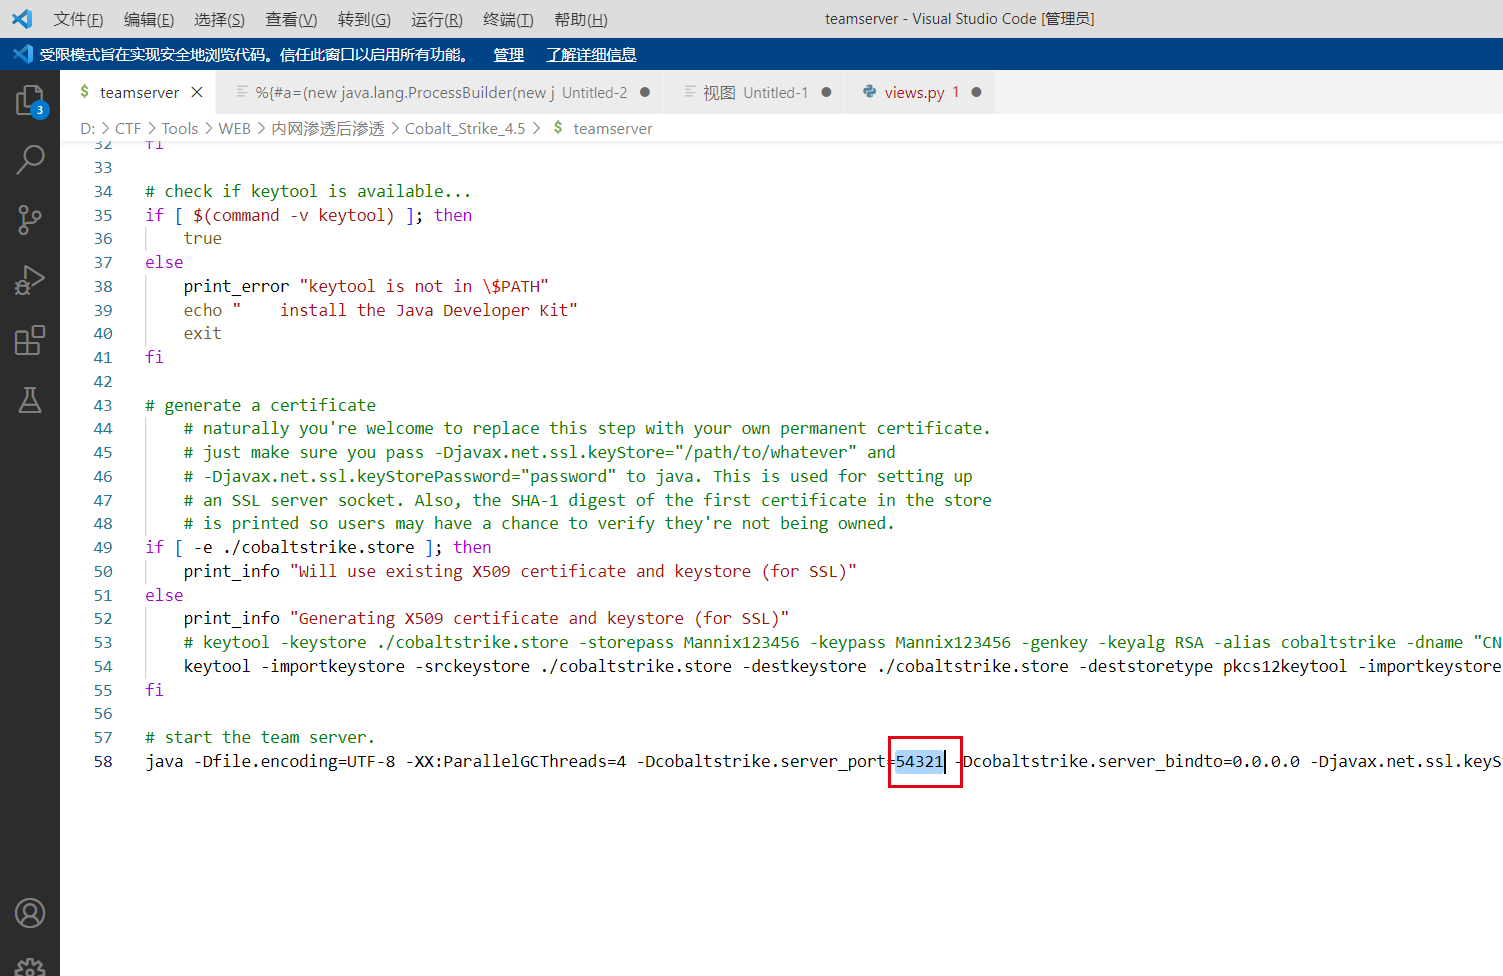 文件(F) 编辑(E) 选择(S) 查看(V) 转到(G) 运行(R) 终端(T) 帮助(H) teamserver - Visual Studio Code [管理员]
受限模式旨在实现安全地浏览代码。信任此窗口以启用所有功能。 管理 了解详细信息
3
$ teamserver × %{#a=(new java.lang.ProcessBuilder(new j Untitled-2 ● 视图 Untitled-1 ● views.py 1 ●
D: > CTF > Tools > WEB > 内网渗透后渗透 > Cobalt_Strike_4.5 > $ teamserver
32 fi
33
34 # check if keytool is available...
35 if [ $(command -v keytool) ]; then
36 true
37 else
38 print_error "keytool is not in \$PATH"
39 echo "    install the Java Developer Kit"
40 exit
41 fi
42
43 # generate a certificate
44 # naturally you're welcome to replace this step with your own permanent certificate.
45 # just make sure you pass -Djavax.net.ssl.keyStore="/path/to/whatever" and
46 # -Djavax.net.ssl.keyStorePassword="password" to java. This is used for setting up
47 # an SSL server socket. Also, the SHA-1 digest of the first certificate in the store
48 # is printed so users may have a chance to verify they're not being owned.
49 if [ -e ./cobaltstrike.store ]; then
50 print_info "Will use existing X509 certificate and keystore (for SSL)"
51 else
52 print_info "Generating X509 certificate and keystore (for SSL)"
53 # keytool -keystore ./cobaltstrike.store -storepass Mannix123456 -keypass Mannix123456 -genkey -keyalg RSA -alias cobaltstrike -dname "CN
54 keytool -importkeystore -srckeystore ./cobaltstrike.store -destkeystore ./cobaltstrike.store -deststoretype pkcs12keytool -importkeystore
55 fi
56
57 # start the team server.
58 java -Dfile.encoding=UTF-8 -XX:ParallelGCThreads=4 -Dcobaltstrike.server_port=54321 -Dcobaltstrike.server_bindto=0.0.0.0 -Djavax.net.ssl.keyS